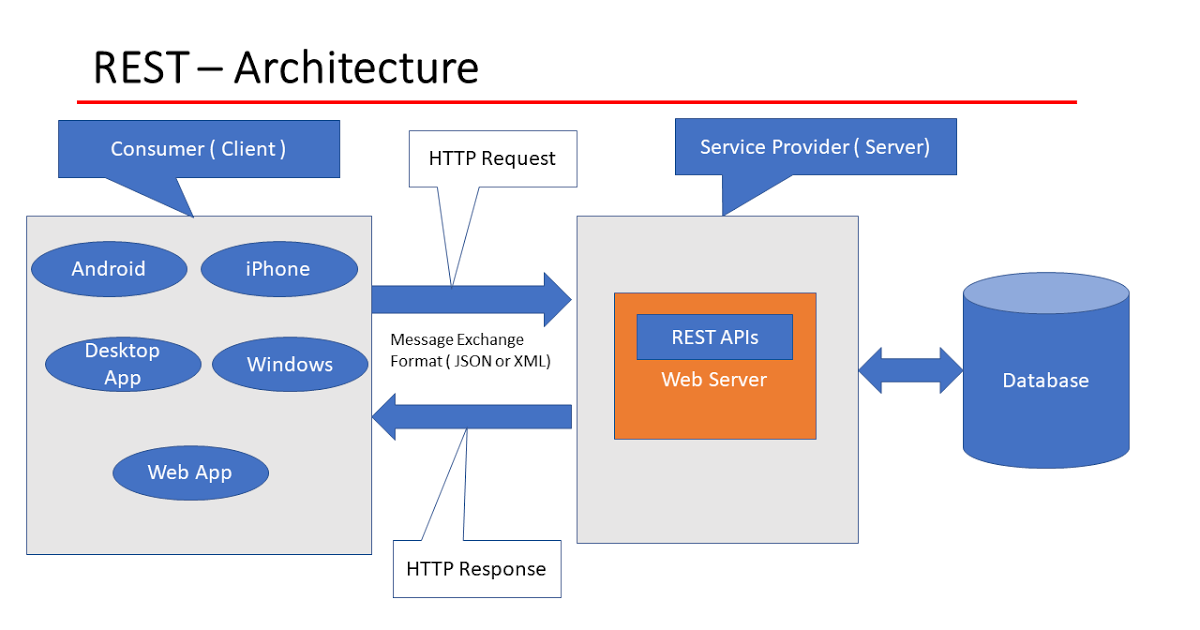 REST – Architecture
Consumer ( Client )
HTTP Request
Service Provider ( Server)
Android
iPhone
Desktop
App
Windows
Web App
Message Exchange
Format ( JSON or XML)
HTTP Response
REST APIs
Web Server
Database